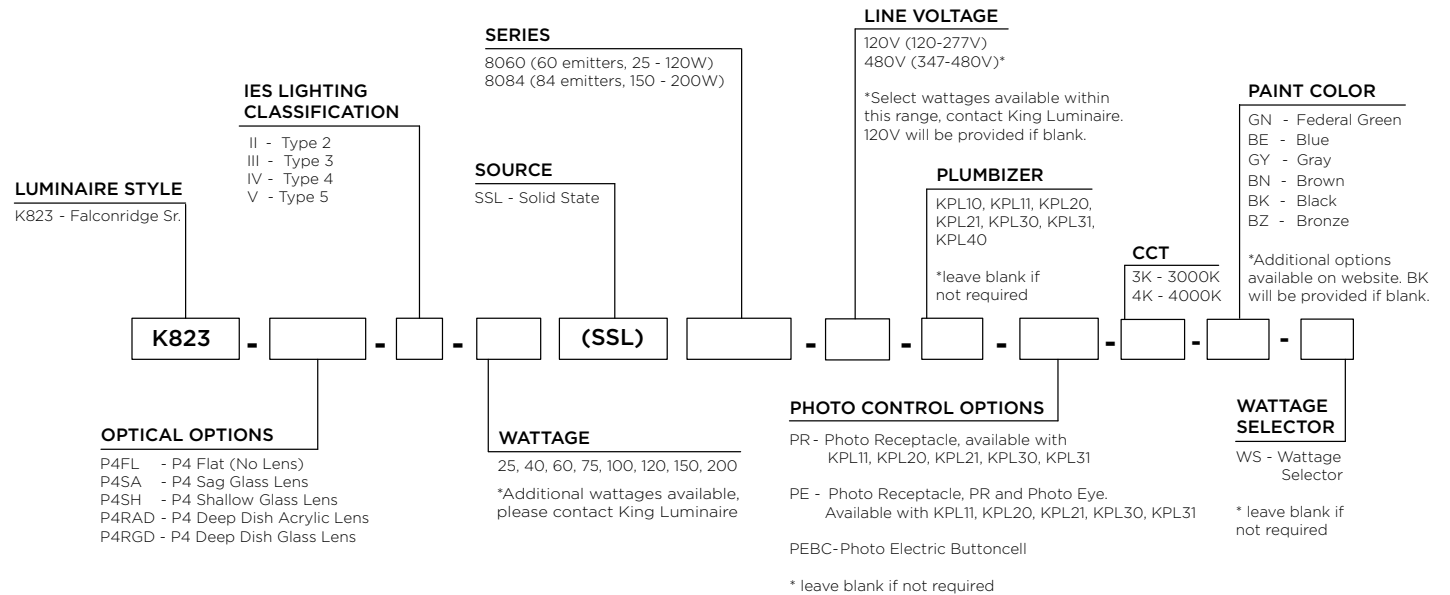 LUMINAIRE STYLE
K823 - Falconridge Sr.
IES LIGHTING
CLASSIFICATION
II - Type 2
III - Type 3
IV - Type 4
V - Type 5
SERIES
8060 (60 emitters, 25 - 120W)
8084 (84 emitters, 150 - 200W)
SOURCE
SSL - Solid State
LINE VOLTAGE
120V (120-277V)
480V (347-480V)*
*Select wattages available within
this range, contact King Luminaire.
120V will be provided if blank.
PLUMBIZER
KPL10, KPL11, KPL20,
KPL21, KPL30, KPL31,
KPL40
*leave blank if
not required
CCT
3K - 3000K
4K - 4000K
PAINT COLOR
GN - Federal Green
BE - Blue
GY - Gray
BN - Brown
BK - Black
BZ - Bronze
*Additional options
available on website. BK
will be provided if blank.
K823 - - - (SSL) - - - - - -
OPTICAL OPTIONS
P4FL - P4 Flat (No Lens)
P4SA - P4 Sag Glass Lens
P4SH - P4 Shallow Glass Lens
P4RAD - P4 Deep Dish Acrylic Lens
P4RGD - P4 Deep Dish Glass Lens
WATTAGE
25, 40, 60, 75, 100, 120, 150, 200
*Additional wattages available,
please contact King Luminaire
PHOTO CONTROL OPTIONS
PR - Photo Receptacle, available with
KPL11, KPL20, KPL21, KPL30, KPL31
PE - Photo Receptacle, PR and Photo Eye.
Available with KPL11, KPL20, KPL21, KPL30, KPL31
PEBC-Photo Electric Buttoncell
* leave blank if not required
WATTAGE
SELECTOR
WS - Wattage
Selector
* leave blank if
not required